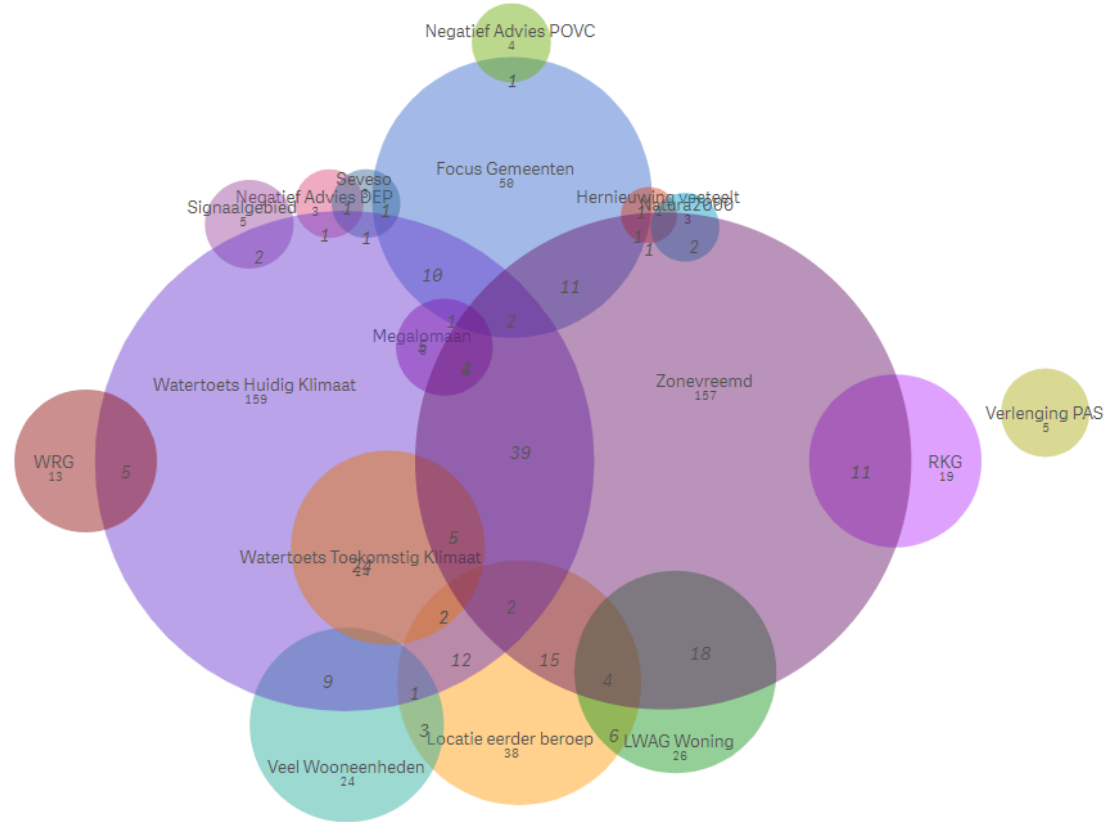 Negatief Advies POVC
4
1
Focus Gemeenten
50
Seveso
Negatief Advies DEP
3
1
1
Signaalgebied
5
2
1
1
Hernieuwing veeteelt
1
Natura2000
3
1
1
2
10
11
1
2
Megalomaan
Watertoets Huidig Klimaat
159
Zonevreemd
157
Verlenging PAS
5
WRG
13
5
39
11
RKG
19
5
Watertoets Toekomstig Klimaat
24
2
2
12
15
18
9
1
4
3
Locatie eerder beroep
38
6
LWAG Woning
26
Veel Wooneenheden
24